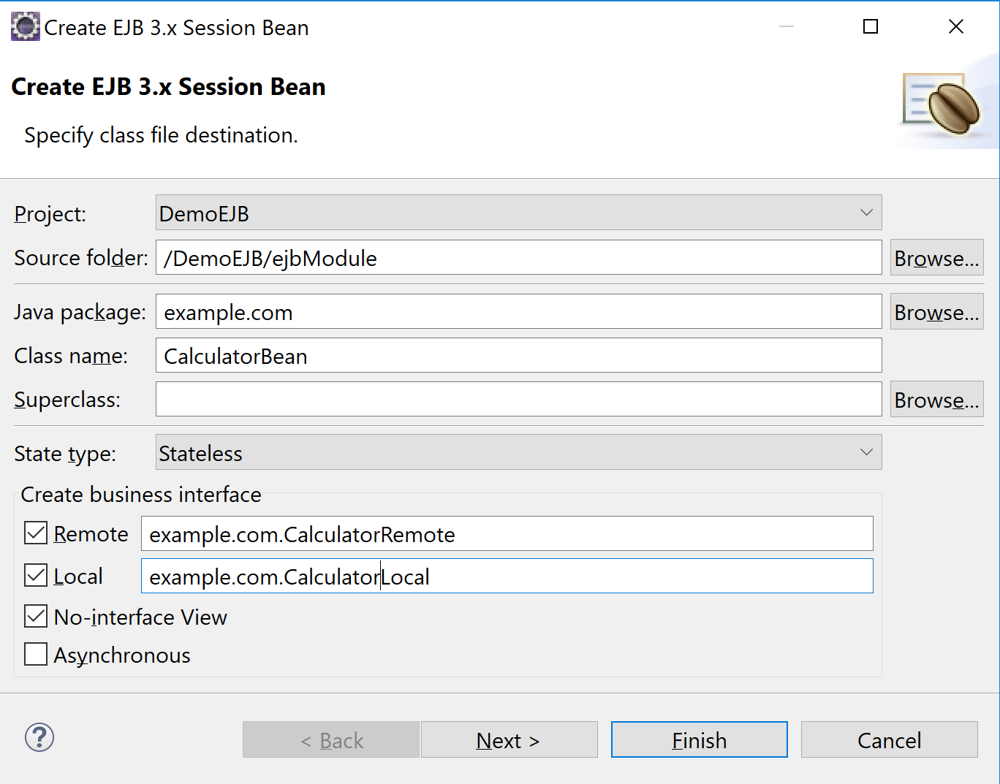 Create EJB 3.x Session Bean
Create EJB 3.x Session Bean
Specify class file destination.
Project: DemoEJB
Source folder: /DemoEJB/ejbModule Browse...
Java package: example.com Browse...
Class name: CalculatorBean
Superclass: Browse...
State type: Stateless
Create business interface
Remote example.com.CalculatorRemote
Local example.com.CalculatorLocal
No-interface View
Asynchronous
? < Back Next > Finish Cancel